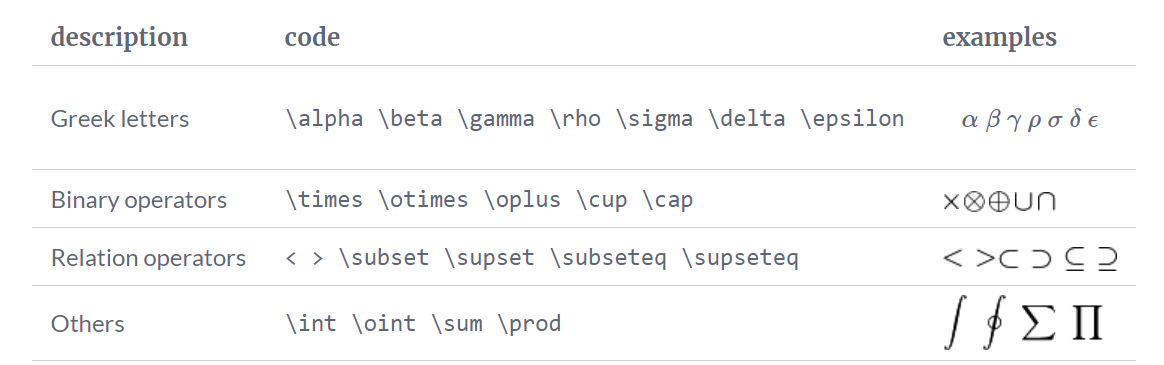 description code examples
Greek letters \alpha \beta \gamma \rho \sigma \delta \epsilon α β γ ρ σ δ ϵ
Binary operators \times \otimes \oplus \cup \cap ×⊗⊕∪∩
Relation operators < > \subset \supset \subseteq \supseteq < >⊂ ⊃ ⊆ ⊇
Others \int \oint \sum \prod ∫ ∮ ∑ ∏